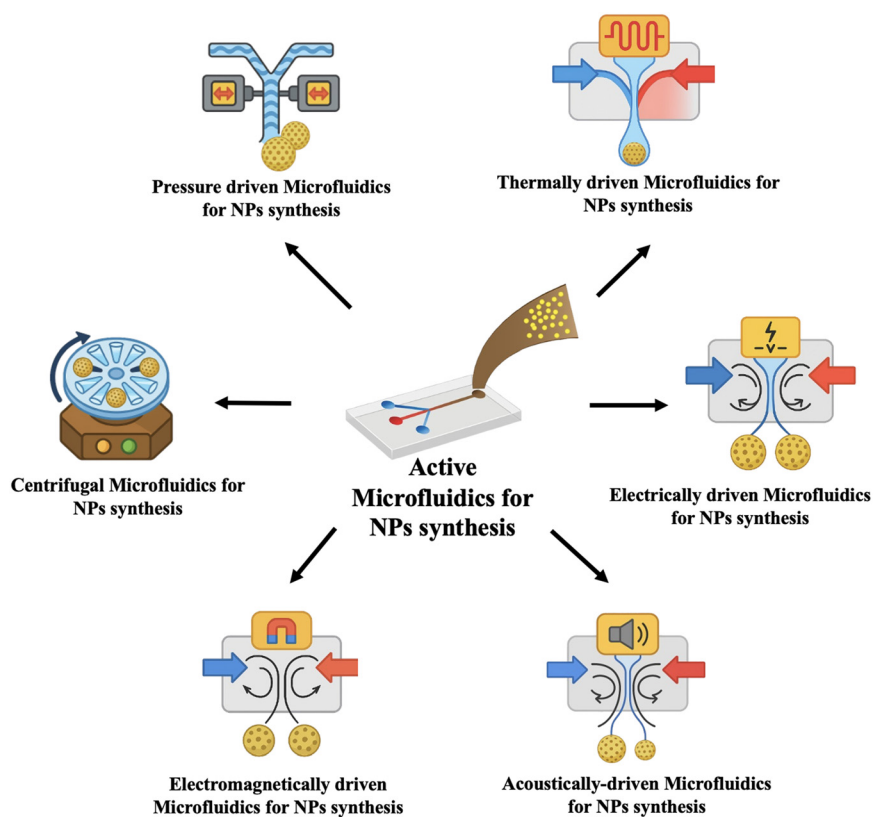 Pressure driven Microfluidics
for NPs synthesis
Thermally driven Microfluidics for
NPs synthesis
Centrifugal Microfluidics for
NPs synthesis
Active
Microfluidics for
NPs synthesis
V
Electrically driven Microfluidics
for NPs synthesis
Electromagnetically driven
Microfluidics for NPs synthesis
Acoustically-driven Microfluidics
for NPs synthesis